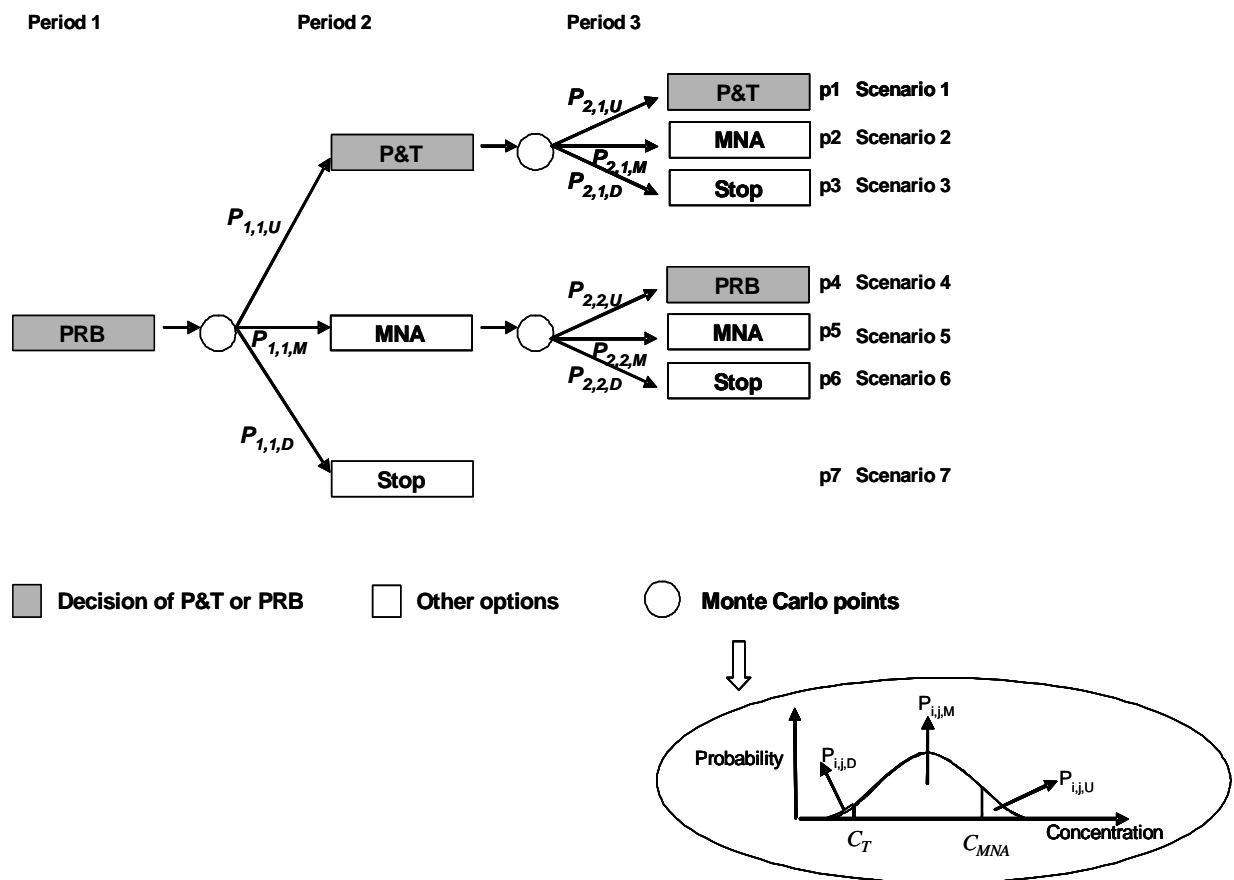 Period 1 Period 2 Period 3
P2,1,U
P&T p1 Scenario 1
P&T
MNA p2 Scenario 2
P2,1,M
P2,1,D
Stop p3 Scenario 3
P1,1,U
P2,2,U
PRB p4 Scenario 4
PRB
P1,1,M
MNA
MNA p5 Scenario 5
P2,2,M
P2,2,D
Stop p6 Scenario 6
P1,1,D
Stop
p7 Scenario 7
Decision of P&T or PRB Other options Monte Carlo points
Pi,j,M
Probability
Pi,j,D
Pi,j,U
Concentration
CT
CMNA